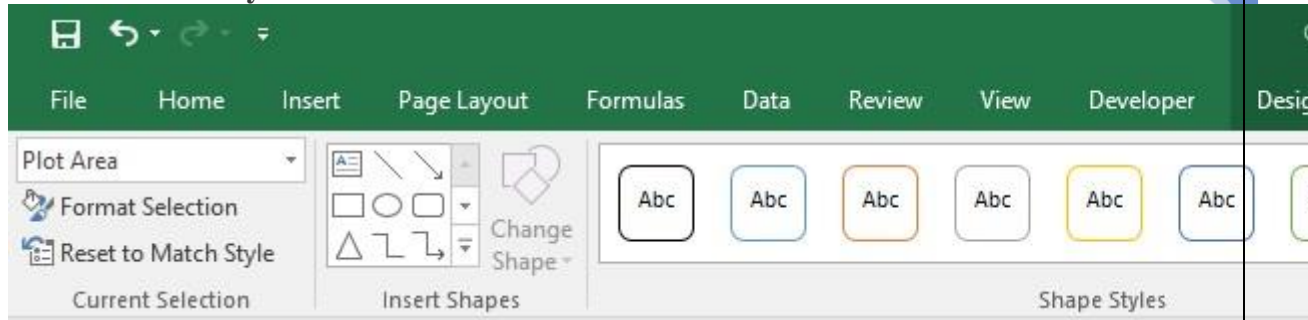 File Home Insert Page Layout Formulas Data Review View Developer
Plot Area
Format Selection
Reset to Match Style
Change
Shape
Abc Abc Abc Abc Abc Abc
Current Selection Insert Shapes Shape Styles